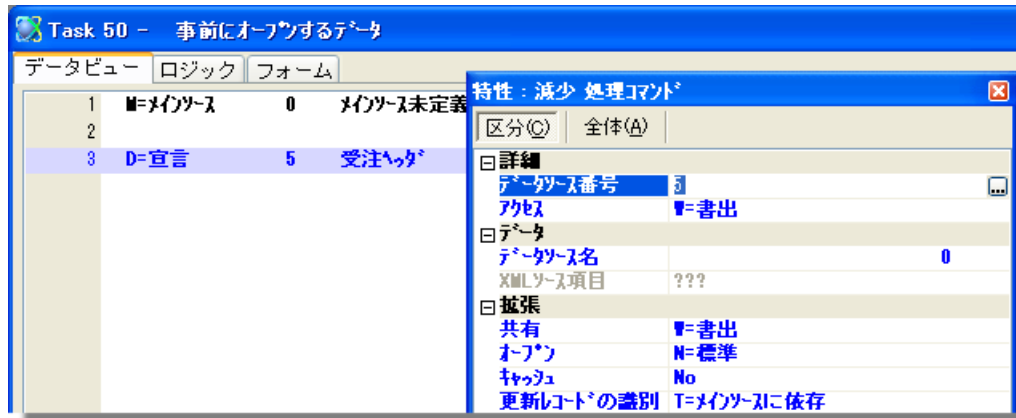 Task 50 - 事前にオープンするデータ
データビュー ロジック フォーム
1 M=メインソース 0 メインソース未定義
2
3 D=宣言 5 受注ヘッダ
特性：減少 処理コマンド
区分(C) 全体(A)
詳細
データソース番号 5 ...
アクセス W=書出
データ
データソース名 0
XMLソース項目 ???
拡張
共有 W=書出
オープン N=標準
キャッシュ No
更新レコードの識別 T=メインソースに依存